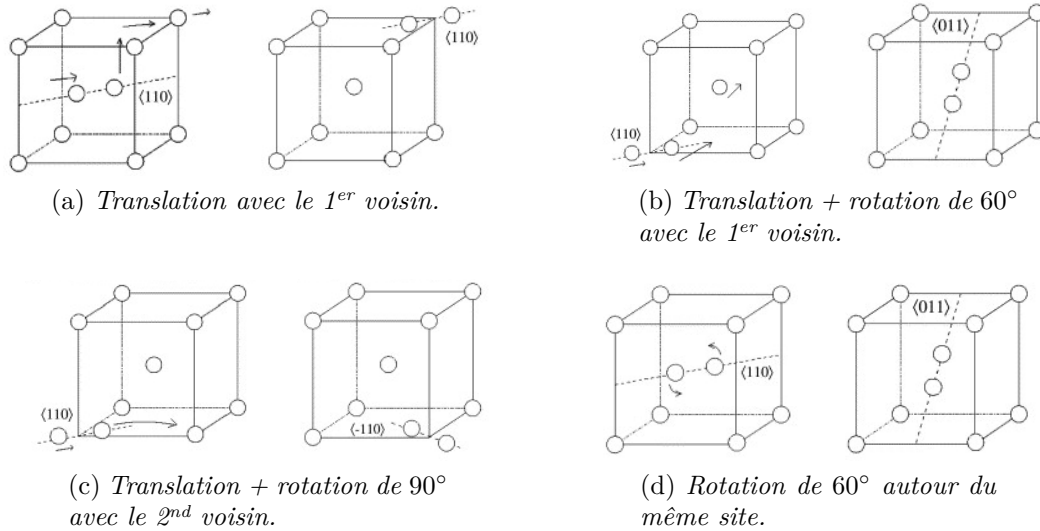 ⟨110⟩
⟨110⟩
(a) Translation avec le 1er voisin.
⟨110⟩
⟨011⟩
(b) Translation + rotation de 60°
avec le 1er voisin.
⟨110⟩
⟨-110⟩
(c) Translation + rotation de 90°
avec le 2nd voisin.
⟨110⟩
⟨011⟩
(d) Rotation de 60° autour du
même site.